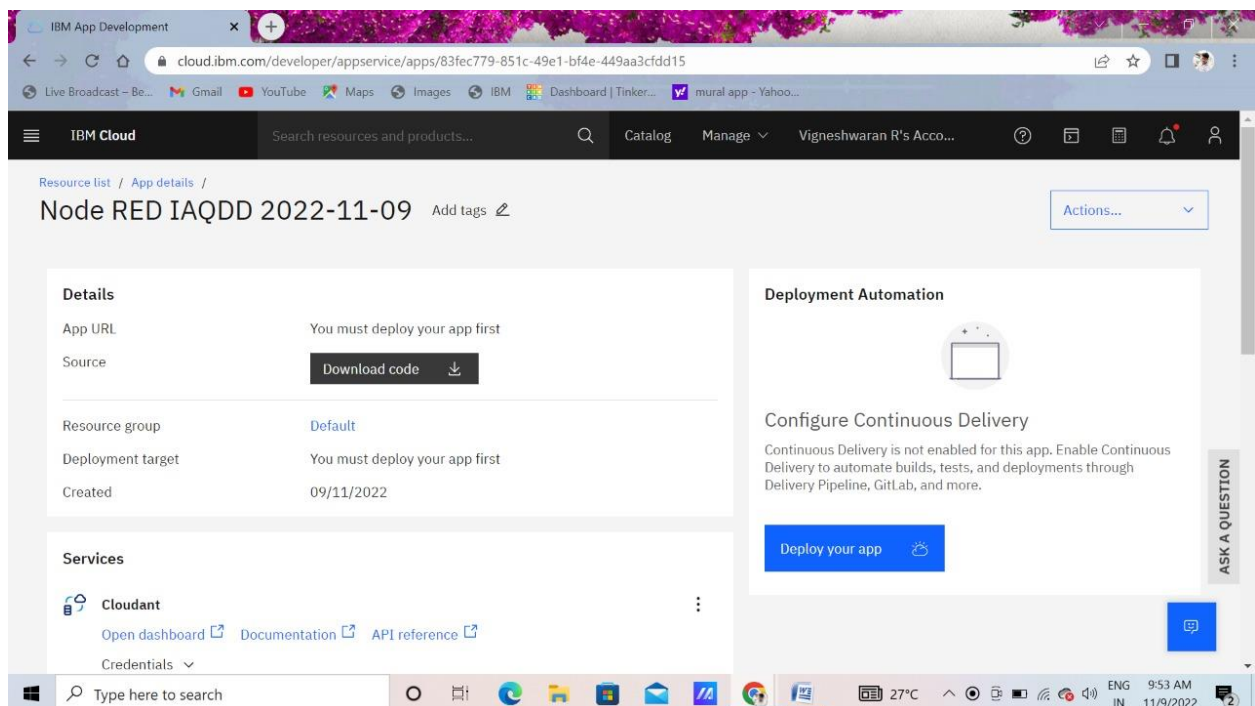 IBM App Development
cloud.ibm.com/developer/appservice/apps/83fec779-851c-49e1-bf4e-449aa3cfdd15
Live Broadcast – Be... Gmail YouTube Maps Images IBM Dashboard | Tinker... mural app - Yahoo...
IBM Cloud Search resources and products... Catalog Manage Vigneshwaran R's Acco...
Resource list / App details /
Node RED IAQDD 2022-11-09 Add tags Actions...
Details
App URL You must deploy your app first
Source Download code
Resource group Default
Deployment target You must deploy your app first
Created 09/11/2022
Services
Cloudant
Open dashboard Documentation API reference
Credentials
Deployment Automation
Configure Continuous Delivery
Continuous Delivery is not enabled for this app. Enable Continuous
Delivery to automate builds, tests, and deployments through
Delivery Pipeline, GitLab, and more.
Deploy your app
ASK A QUESTION
Type here to search 27°C ENG 9:53 AM
IN 11/9/2022 2